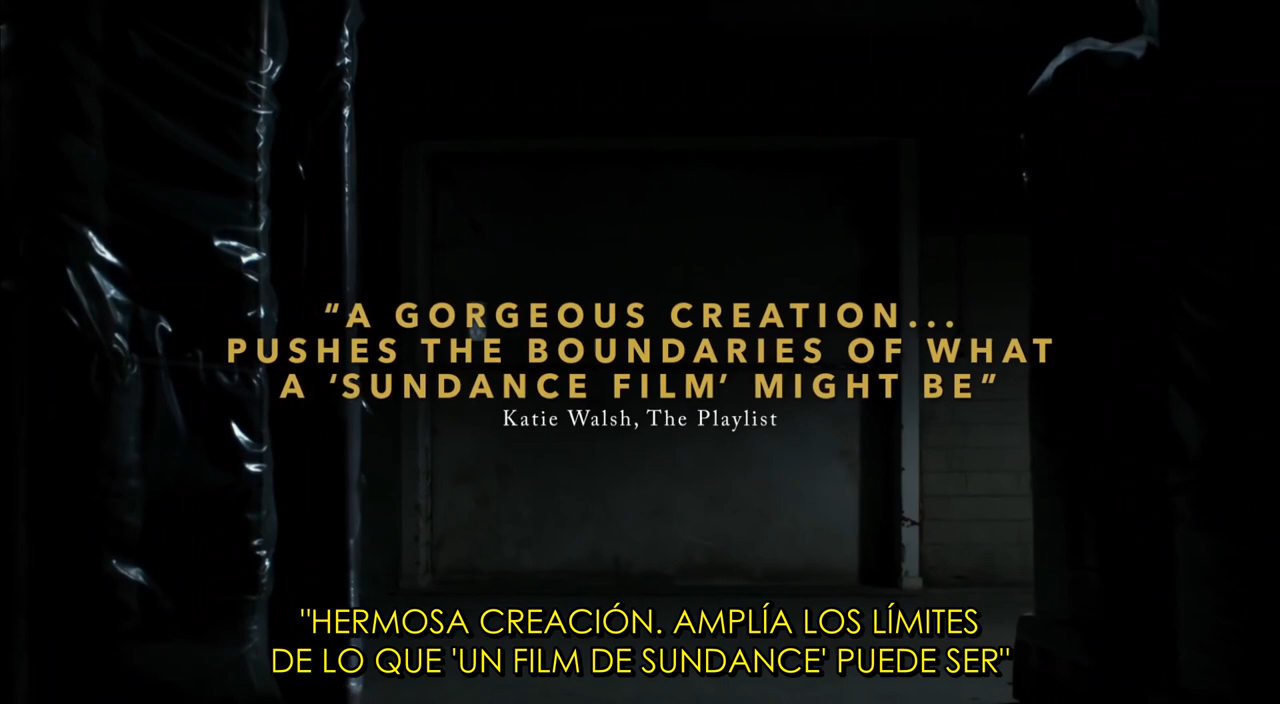 “A GORGEOUS CREATION...
PUSHES THE BOUNDARIES OF WHAT
A ‘SUNDANCE FILM’ MIGHT BE”
Katie Walsh, The Playlist
"HERMOSA CREACIÓN. AMPLÍA LOS LÍMITES
DE LO QUE 'UN FILM DE SUNDANCE' PUEDE SER"